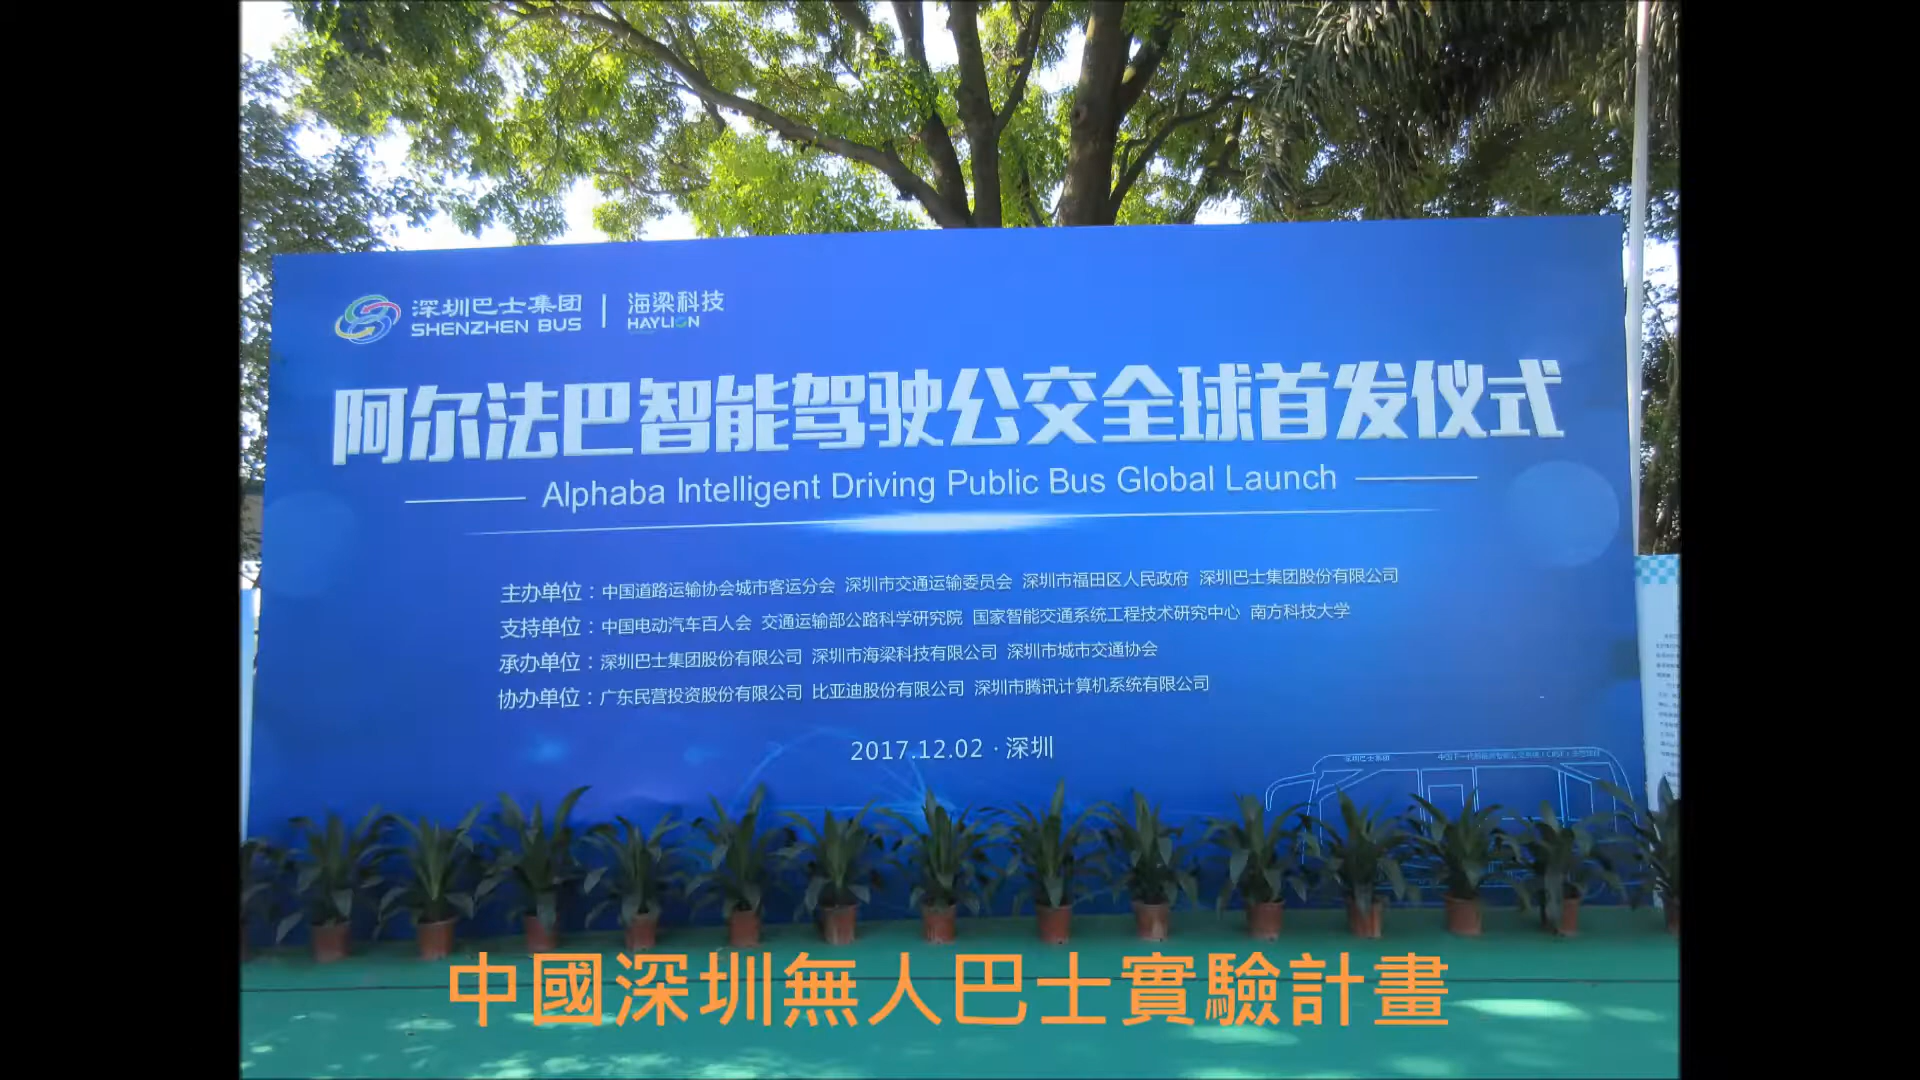 深圳巴士集团 | 海梁科技
SHENZHEN BUS HAYLION
阿尔法巴智能驾驶公交全球首发仪式
Alphaba Intelligent Driving Public Bus Global Launch
主办单位：中国道路运输协会城市客运分会 深圳市交通运输委员会 深圳市福田区人民政府 深圳巴士集团股份有限公司
支持单位：中国电动汽车百人会 交通运输部公路科学研究院 国家智能交通系统工程技术研究中心 南方科技大学
承办单位：深圳巴士集团股份有限公司 深圳市海梁科技有限公司 深圳市城市交通协会
协办单位：广东民营投资股份有限公司 比亚迪股份有限公司 深圳市腾讯计算机系统有限公司
2017.12.02 · 深圳
深圳巴士集团
中國深圳無人巴士實驗計畫